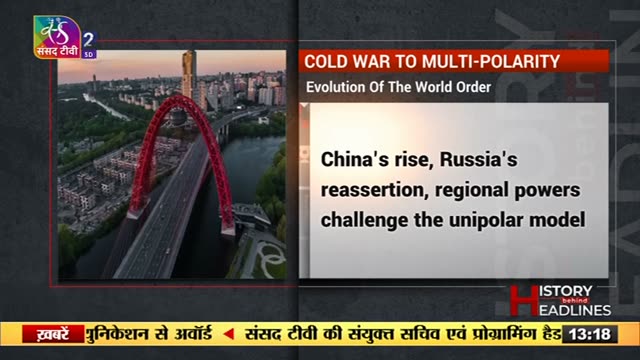 संसद टीवी
2
SD
COLD WAR TO MULTI-POLARITY
Evolution Of The World Order
China's rise, Russia's
reassertion, regional powers
challenge the unipolar model
HISTORY
behind
HEADLINES
ख़बरें
युनिकेशन से अवॉर्ड ◄ संसद टीवी की संयुक्त सचिव एवं प्रोग्रामिंग हैड
13:18